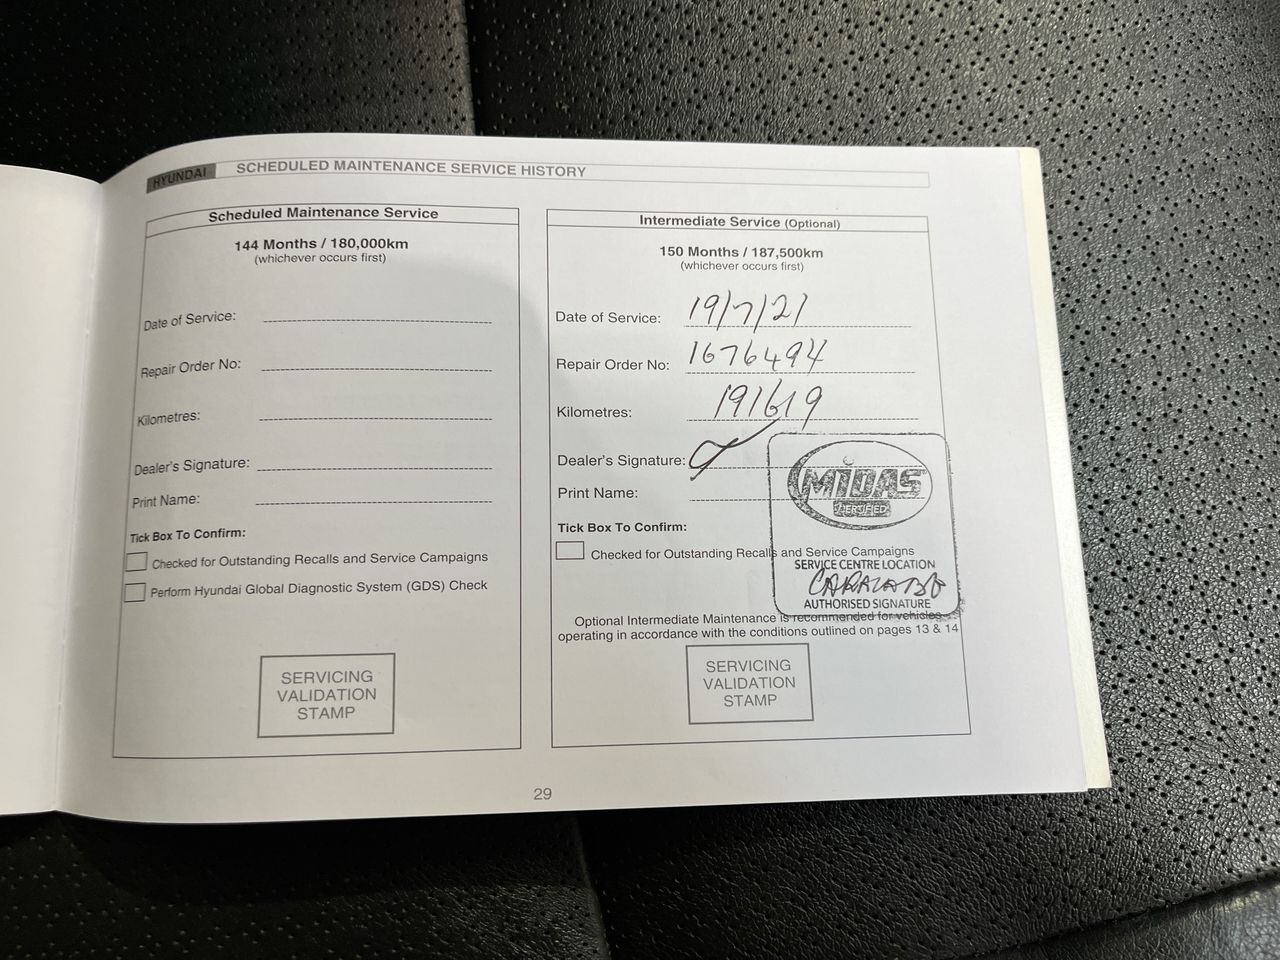 HYUNDAI
SCHEDULED MAINTENANCE SERVICE HISTORY
Scheduled Maintenance Service
144 Months / 180,000km
(whichever occurs first)
Date of Service:
Repair Order No:
Kilometres:
Dealer's Signature:
Print Name:
Tick Box To Confirm:
Checked for Outstanding Recalls and Service Campaigns
Perform Hyundai Global Diagnostic System (GDS) Check
SERVICING
VALIDATION
STAMP
Intermediate Service (Optional)
150 Months / 187,500km
(whichever occurs first)
Date of Service: 19/7/21
Repair Order No: 1676494
Kilometres: 191619
Dealer's Signature:
Print Name:
MIDAS
CERTIFIED
Tick Box To Confirm:
Checked for Outstanding Recalls and Service Campaigns
SERVICE CENTRE LOCATION
AUTHORISED SIGNATURE
Optional Intermediate Maintenance is recommended for vehicles
operating in accordance with the conditions outlined on pages 13 & 14
SERVICING
VALIDATION
STAMP
29